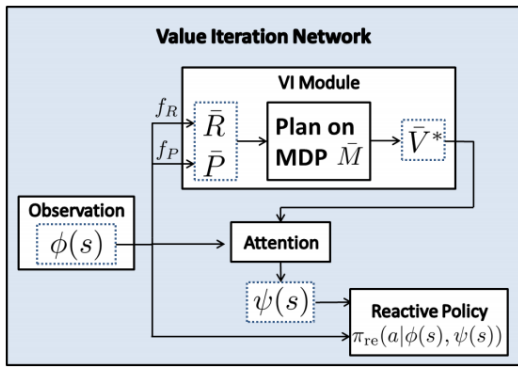 Value Iteration Network
VI Module
f_R
R̄
Plan on
MDP M̄
V̄*
f_P
P̄
Observation
ϕ(s)
Attention
ψ(s)
Reactive Policy
π_re(a|ϕ(s), ψ(s))